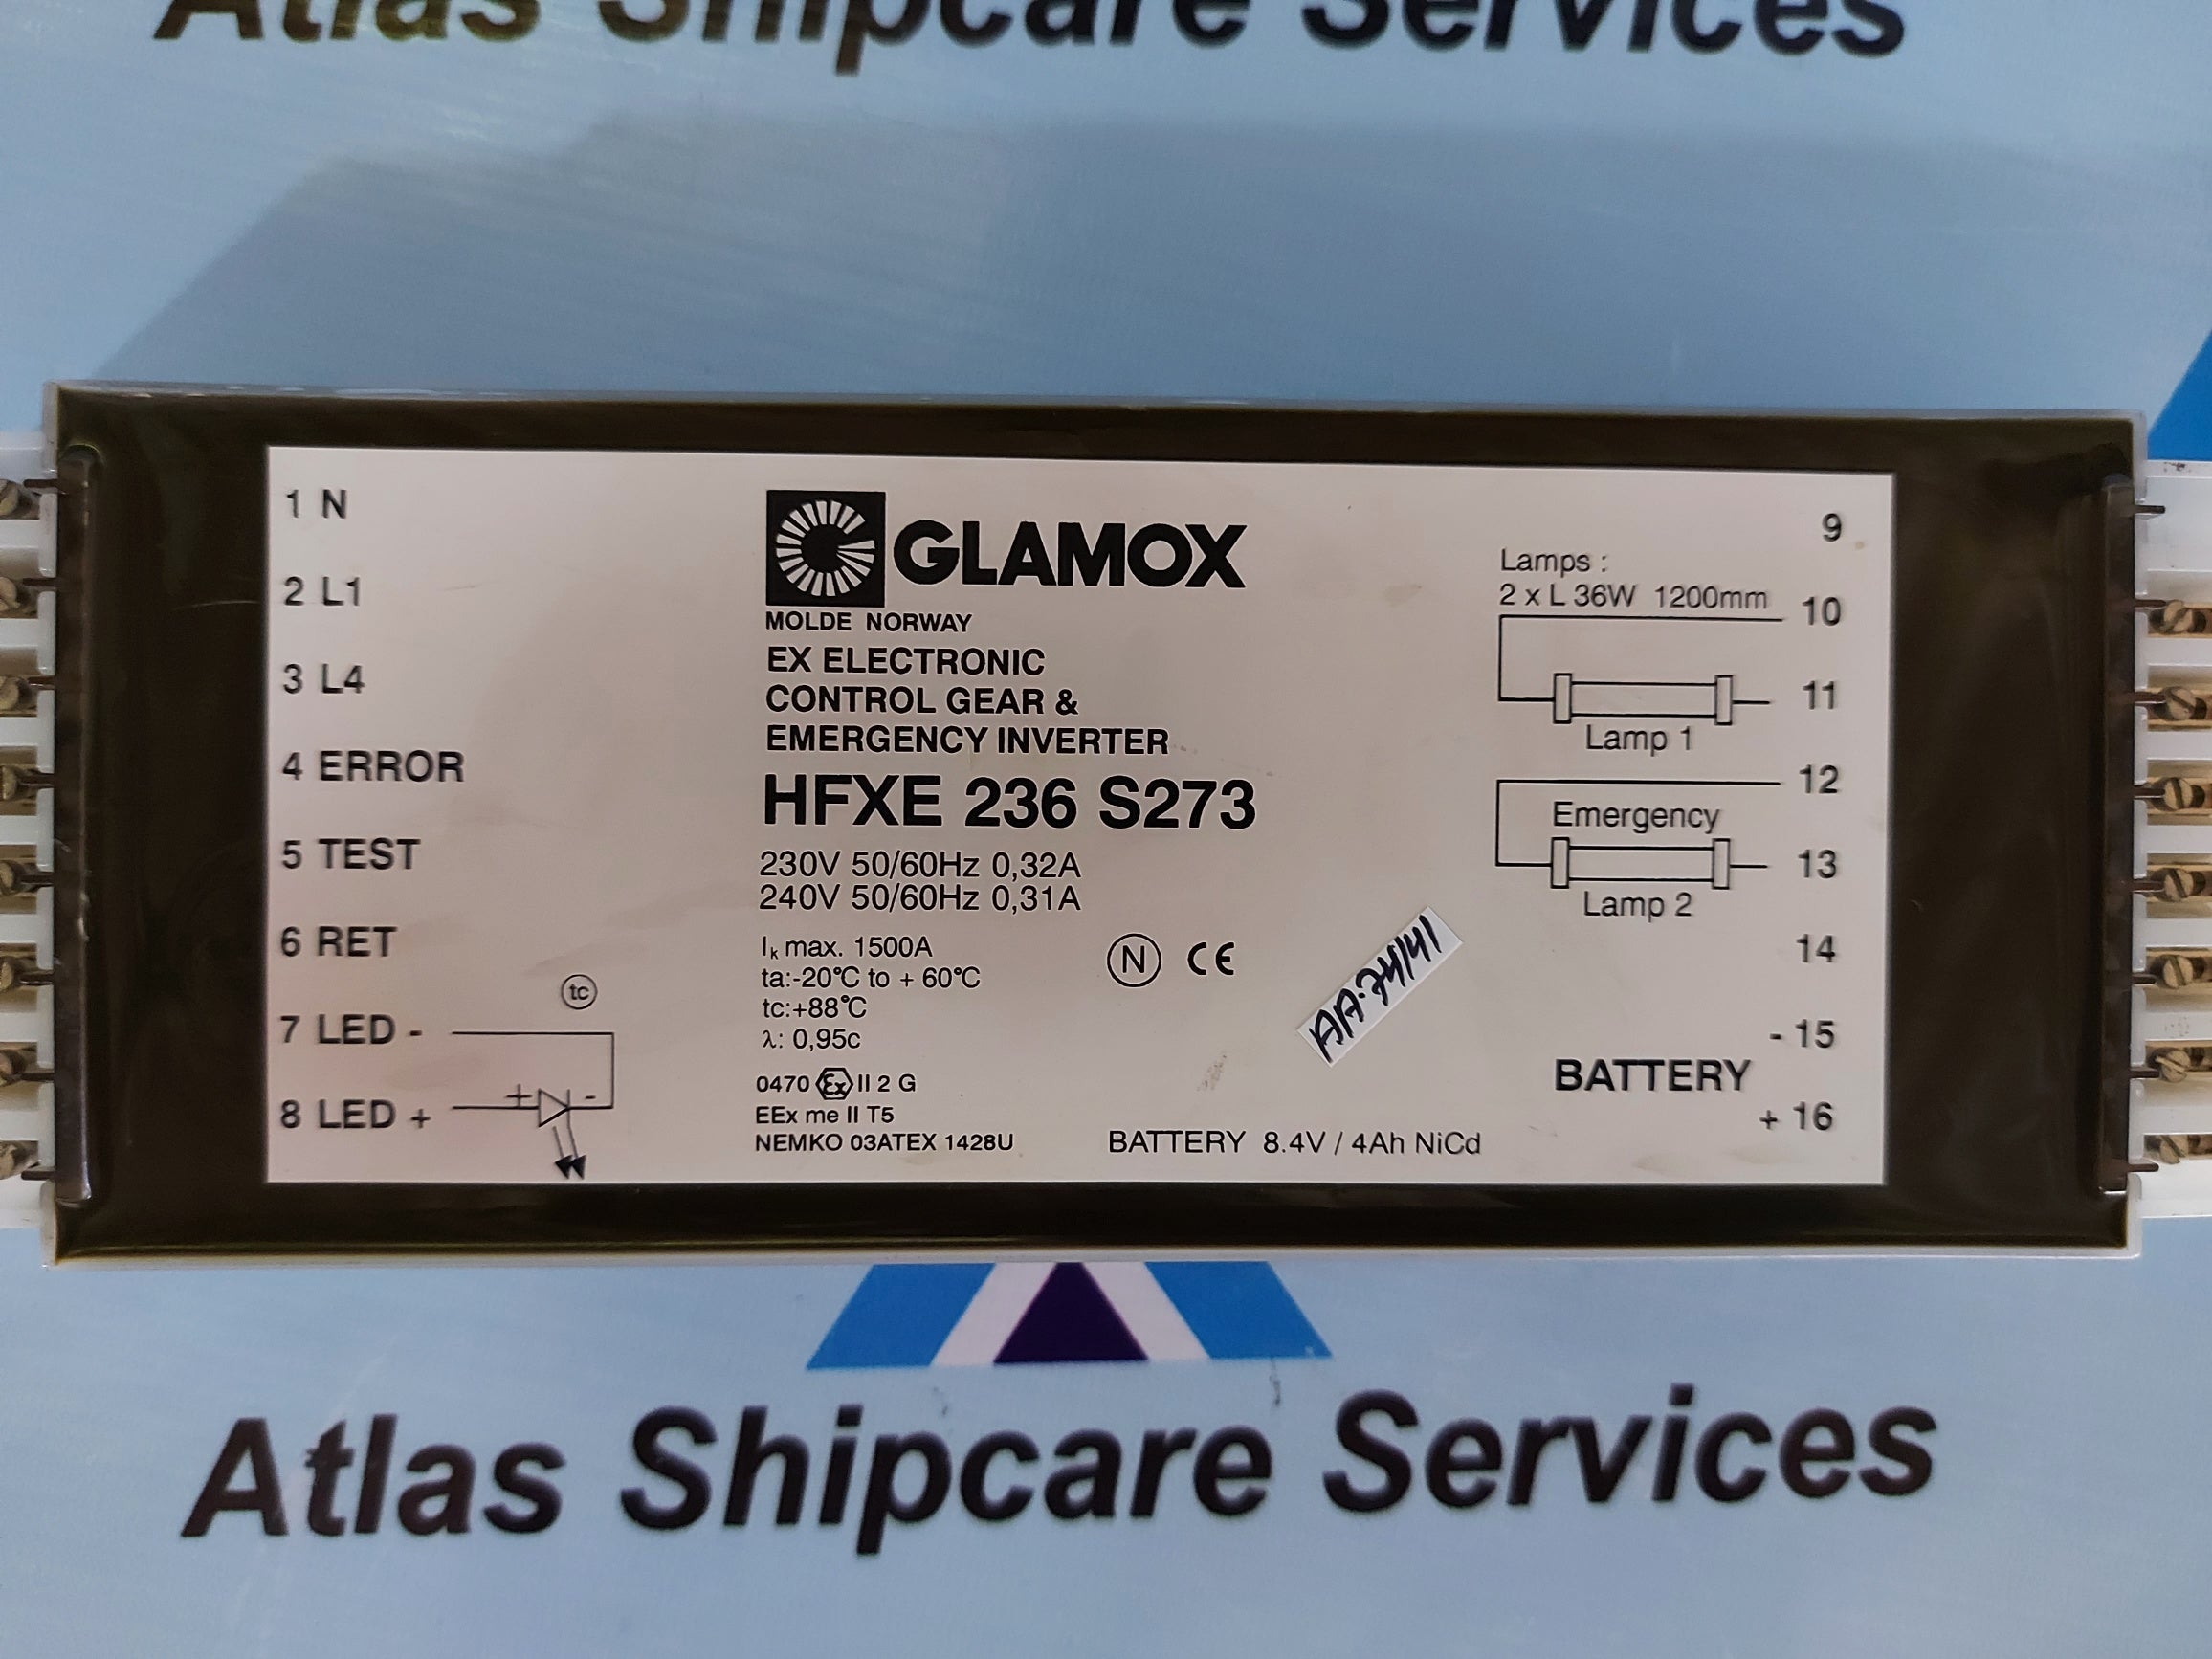 Atlas Shipcare Services
1 N
2 L1
3 L4
4 ERROR
5 TEST
6 RET
tc
7 LED -
8 LED +
+ -
GLAMOX
MOLDE NORWAY
EX ELECTRONIC
CONTROL GEAR &
EMERGENCY INVERTER
HFXE 236 S273
230V 50/60Hz 0,32A
240V 50/60Hz 0,31A
Ik max. 1500A
ta:-20°C to + 60°C
tc:+88°C
λ: 0,95c
N CE
0470 Ex II 2 G
EEx me II T5
NEMKO 03ATEX 1428U
BATTERY 8.4V / 4Ah NiCd
AA-74141
9
Lamps :
2 x L 36W 1200mm 10
11
Lamp 1
12
Emergency
13
Lamp 2
14
- 15
BATTERY
+ 16
Atlas Shipcare Services